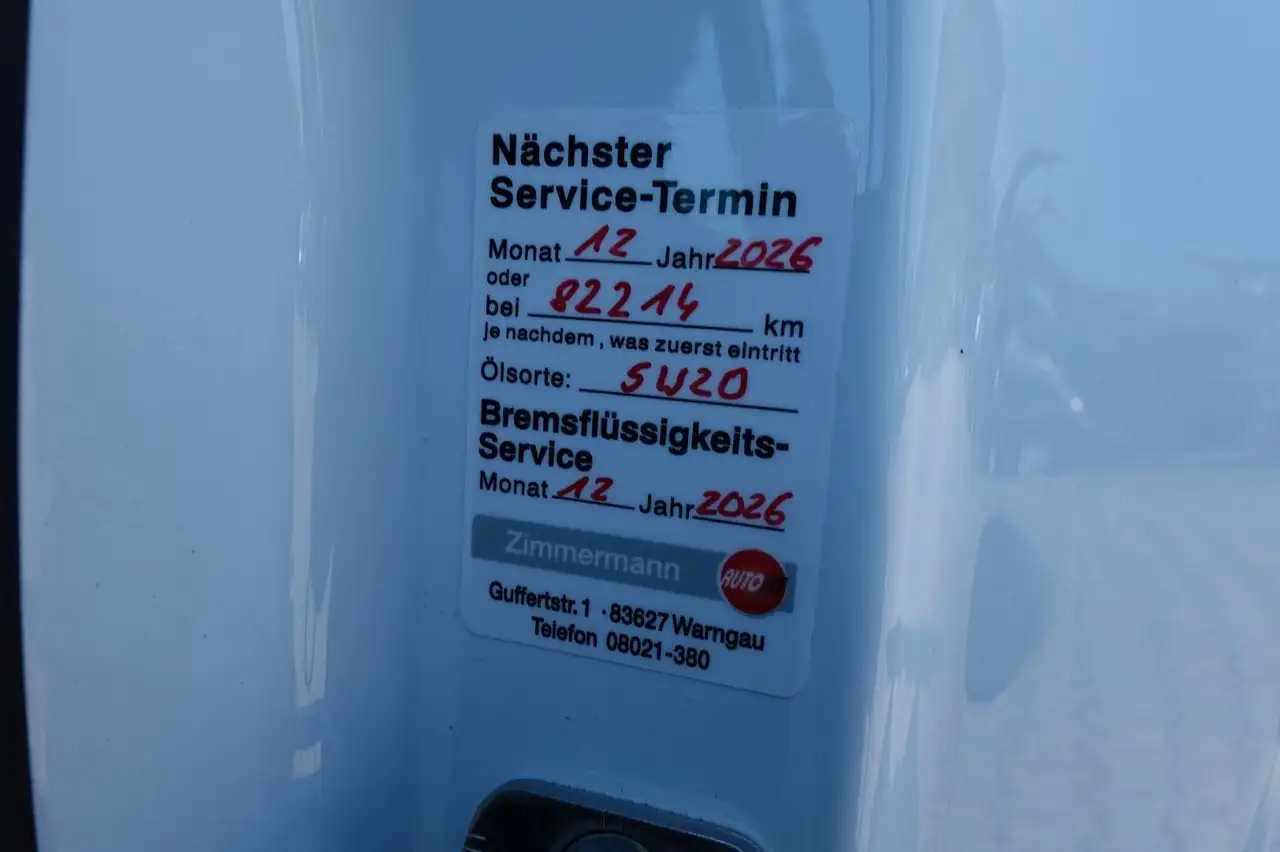 Nächster
Service-Termin
Monat 12 Jahr 2026
oder
bei 82214 km
je nachdem, was zuerst eintritt
Ölsorte: 5W20
Bremsflüssigkeits-
Service
Monat 12 Jahr 2026
Zimmermann AUTO
Guffertstr. 1 · 83627 Warngau
Telefon 08021-380